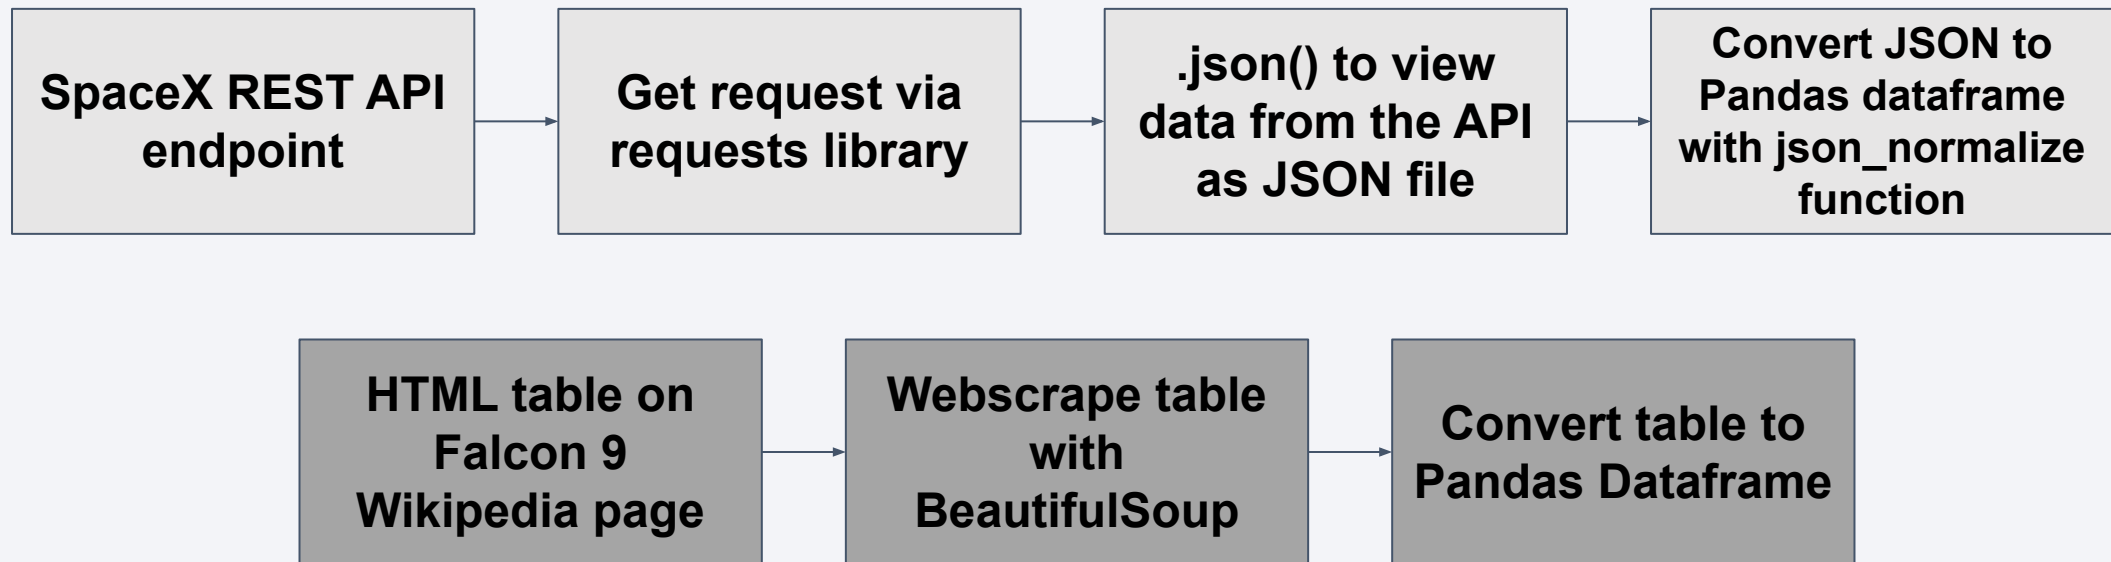 SpaceX REST API
endpoint
Get request via
requests library
.json() to view
data from the API
as JSON file
Convert JSON to
Pandas dataframe
with json_normalize
function
HTML table on
Falcon 9
Wikipedia page
Webscrape table
with
BeautifulSoup
Convert table to
Pandas Dataframe